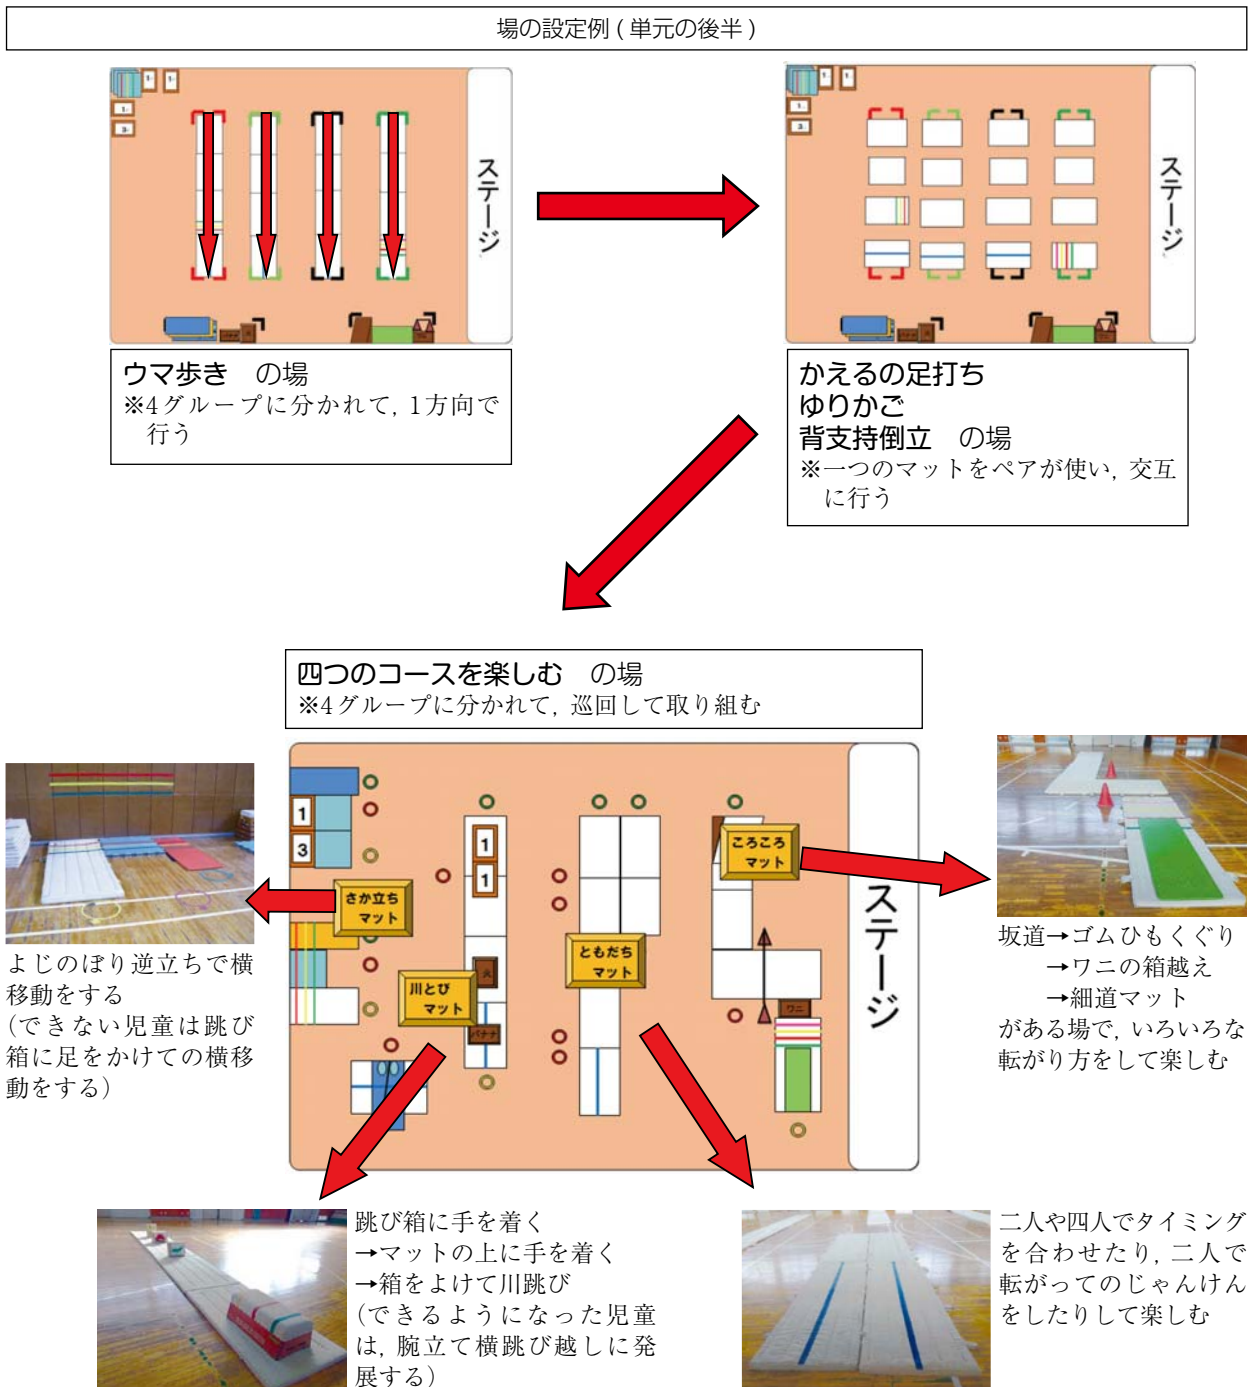 場の設定例(単元の後半)
1
1
1
3
ステージ
ウマ歩き　の場
※4グループに分かれて, 1方向で
行う
1
1
1
3
ステージ
かえるの足打ち
ゆりかご
背支持倒立　の場
※一つのマットをペアが使い, 交互
に行う
四つのコースを楽しむ　の場
※4グループに分かれて, 巡回して取り組む
1
3
1
1
さか立ち
マット
川とび
マット
火
バナナ
ともだち
マット
ころころ
マット
ワニ
ステージ
よじのぼり逆立ちで横
移動をする
(できない児童は跳び
箱に足をかけての横移
動をする)
坂道→ゴムひもくぐり
→ワニの箱越え
→細道マット
がある場で, いろいろな
転がり方をして楽しむ
跳び箱に手を着く
→マットの上に手を着く
→箱をよけて川跳び
(できるようになった児童
は, 腕立て横跳び越しに発
展する)
二人や四人でタイミング
を合わせたり, 二人で
転がってのじゃんけん
をしたりして楽しむ